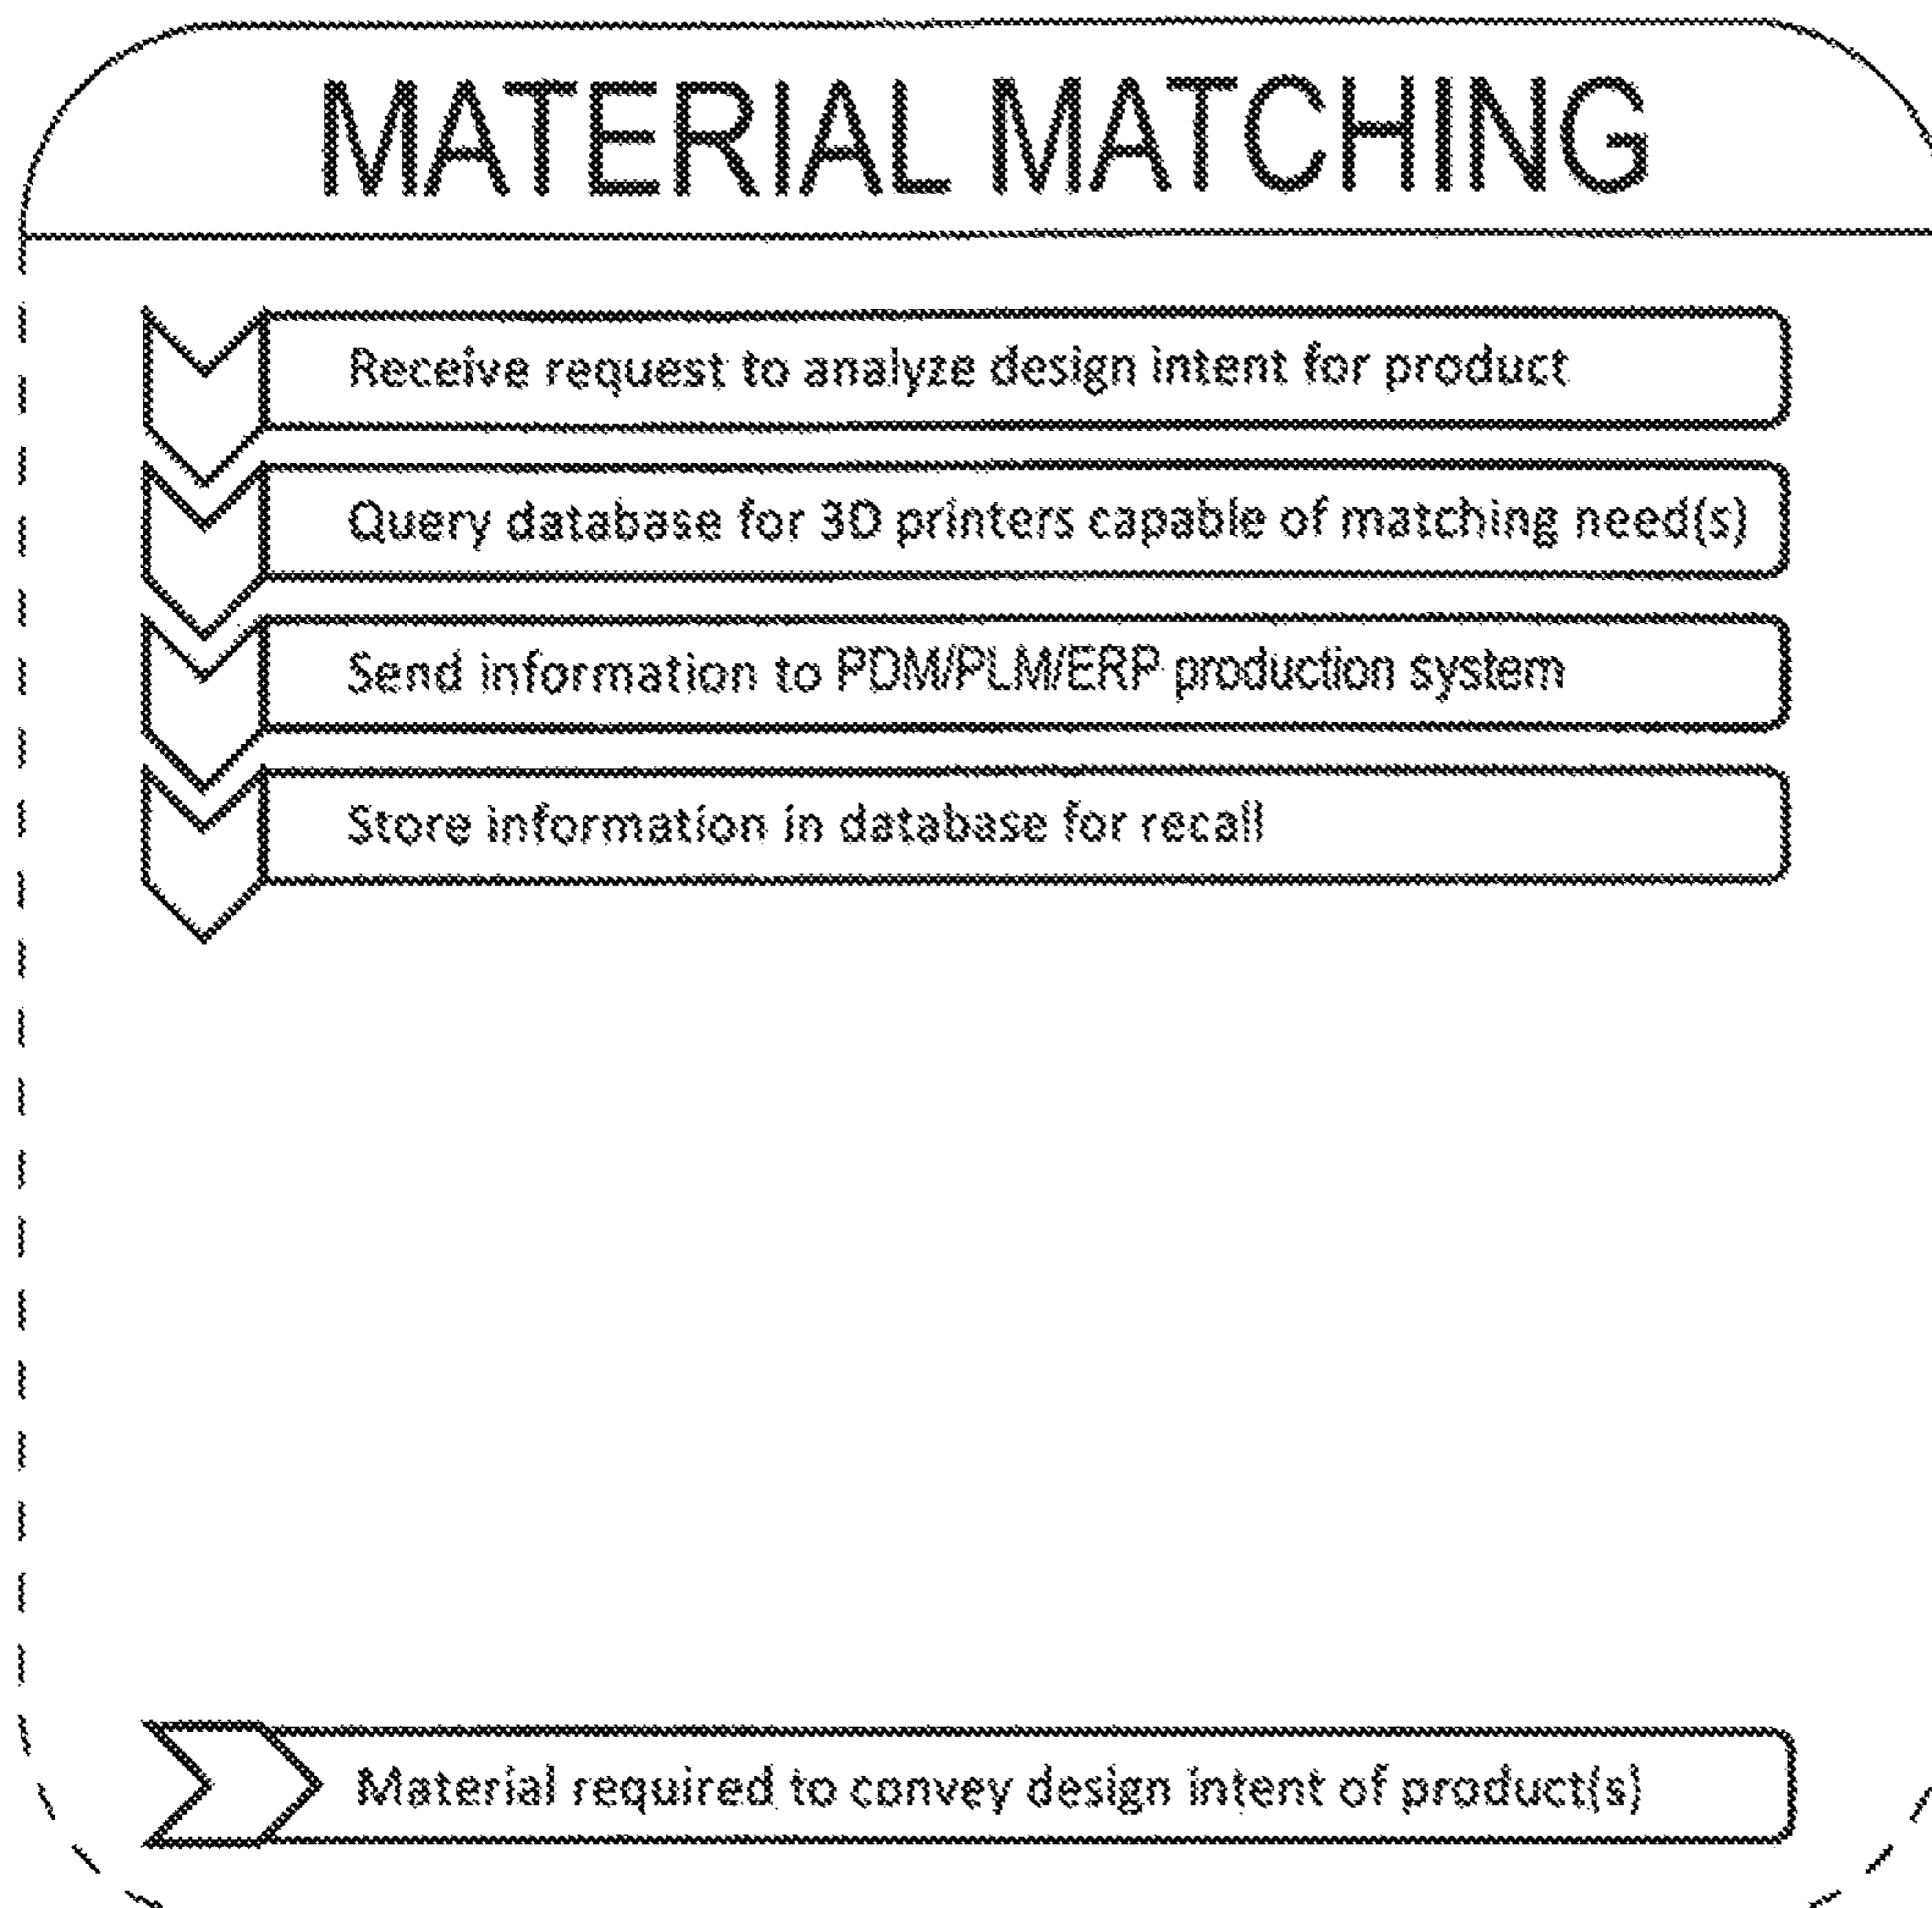 MATERIAL MATCHING
Receive request to analyze design intent for product
Query database for 3D printers capable of matching need(s)
Send information to PDM/PLM/ERP production system
Store information in database for recall
Material required to convey design intent of product(s)